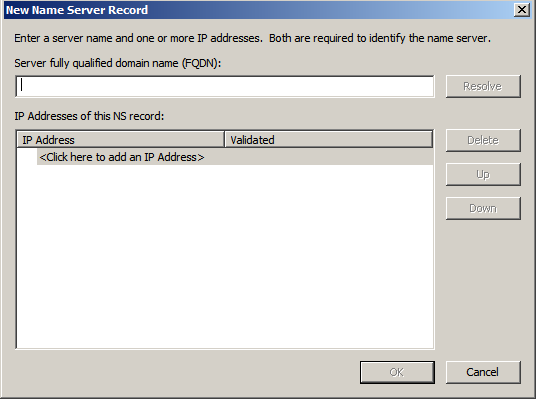 New Name Server Record
Enter a server name and one or more IP addresses. Both are required to identify the name server.
Server fully qualified domain name (FQDN):
Resolve
IP Addresses of this NS record:
IP Address Validated
<Click here to add an IP Address>
Delete
Up
Down
OK Cancel